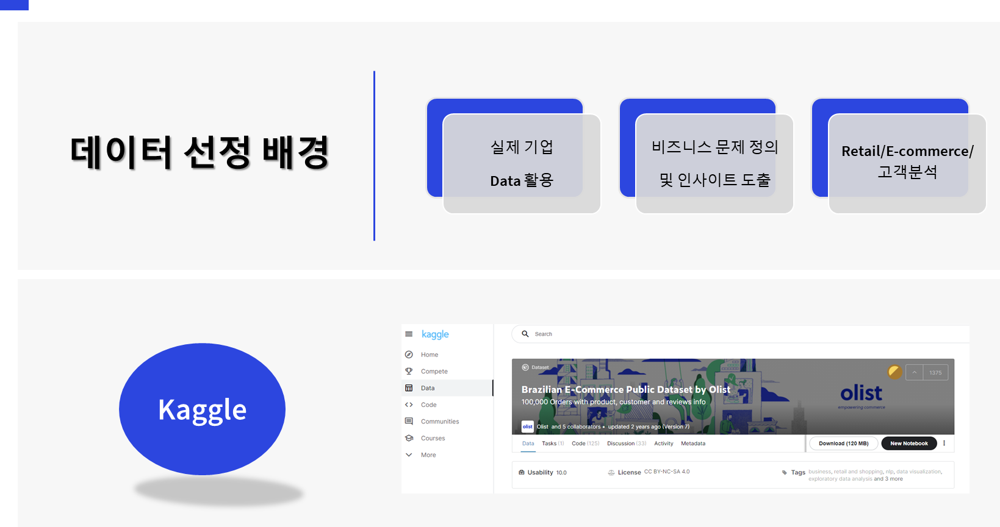 데이터 선정 배경
실제 기업
Data 활용
비즈니스 문제 정의
및 인사이트 도출
Retail/E-commerce/
고객분석
Kaggle
kaggle
Home
Compete
Data
Code
Communities
Courses
More
Search
Dataset
1375
Brazilian E-Commerce Public Dataset by Olist
100,000 Orders with product, customer and reviews info
olist
empowering commerce
olist Olist and 5 collaborators • updated 2 years ago (Version 7)
Data Tasks (1) Code (125) Discussion (33) Activity Metadata
Download (120 MB) New Notebook
Usability 10.0
License CC BY-NC-SA 4.0
Tags business, retail and shopping, nlp, data visualization,
exploratory data analysis and 3 more